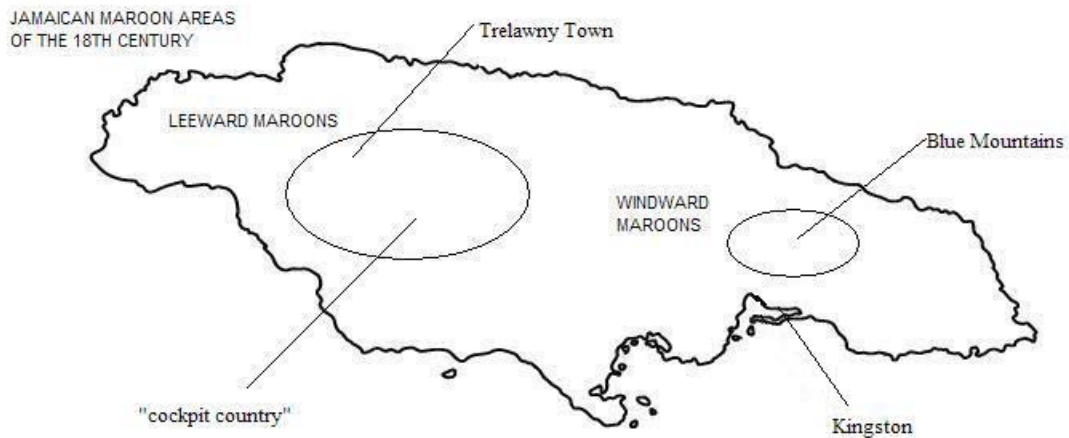 JAMAICAN MAROON AREAS
OF THE 18TH CENTURY
Trelawny Town
LEEWARD MAROONS
Blue Mountains
WINDWARD
MAROONS
"cockpit country"
Kingston